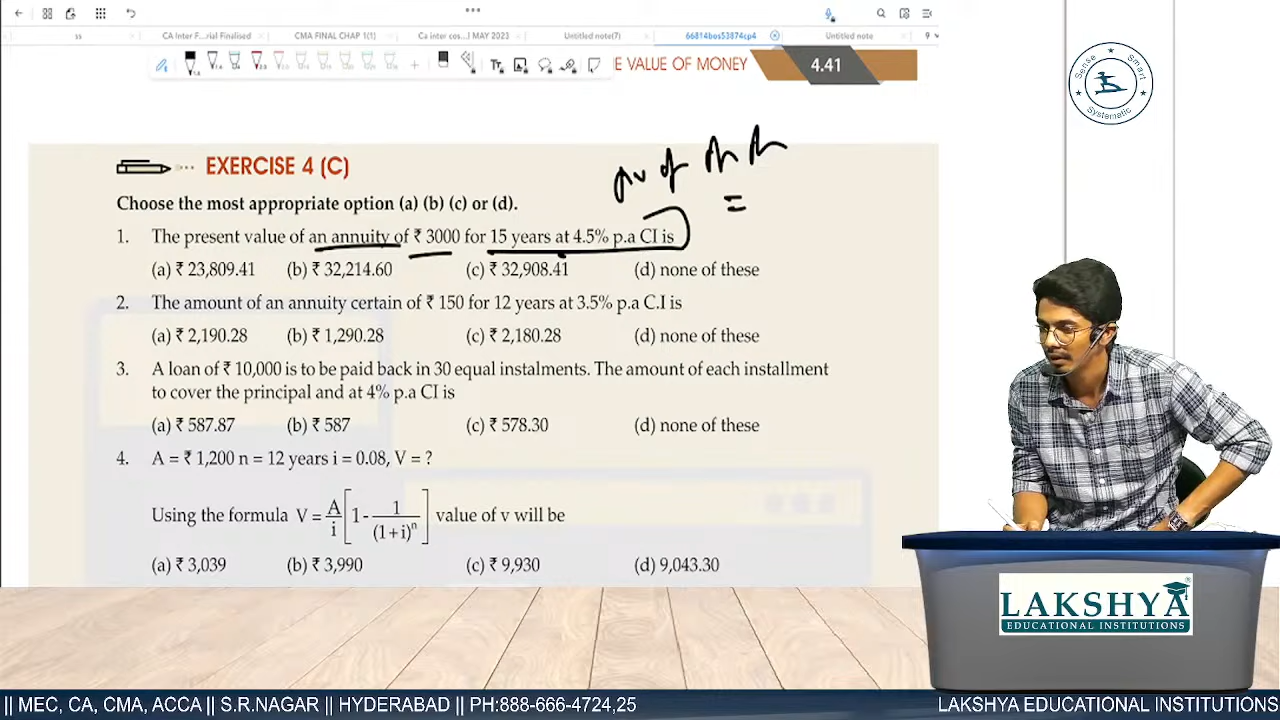 CA Inter F...rial Finalised
CMA FINAL CHAP 1(1)
Ca inter cos...J MAY 2023
Untitled note(7)
66814bos53874cp4
Untitled note
9
E VALUE OF MONEY
4.41
Sense Smart Systematic
EXERCISE 4 (C)
Choose the most appropriate option (a) (b) (c) or (d).
1. The present value of an annuity of ₹ 3000 for 15 years at 4.5% p.a CI is
(a) ₹ 23,809.41 (b) ₹ 32,214.60 (c) ₹ 32,908.41 (d) none of these
2. The amount of an annuity certain of ₹ 150 for 12 years at 3.5% p.a C.I is
(a) ₹ 2,190.28 (b) ₹ 1,290.28 (c) ₹ 2,180.28 (d) none of these
3. A loan of ₹ 10,000 is to be paid back in 30 equal instalments. The amount of each installment
to cover the principal and at 4% p.a CI is
(a) ₹ 587.87 (b) ₹ 587 (c) ₹ 578.30 (d) none of these
4. A = ₹ 1,200 n = 12 years i = 0.08, V = ?
Using the formula V = A/i [1 - 1/(1+i)^n] value of v will be
(a) ₹ 3,039 (b) ₹ 3,990 (c) ₹ 9,930 (d) 9,043.30
LAKSHYA
EDUCATIONAL INSTITUTIONS
|| MEC, CA, CMA, ACCA || S.R.NAGAR || HYDERABAD || PH:888-666-4724,25
LAKSHYA EDUCATIONAL INSTITUTIONS